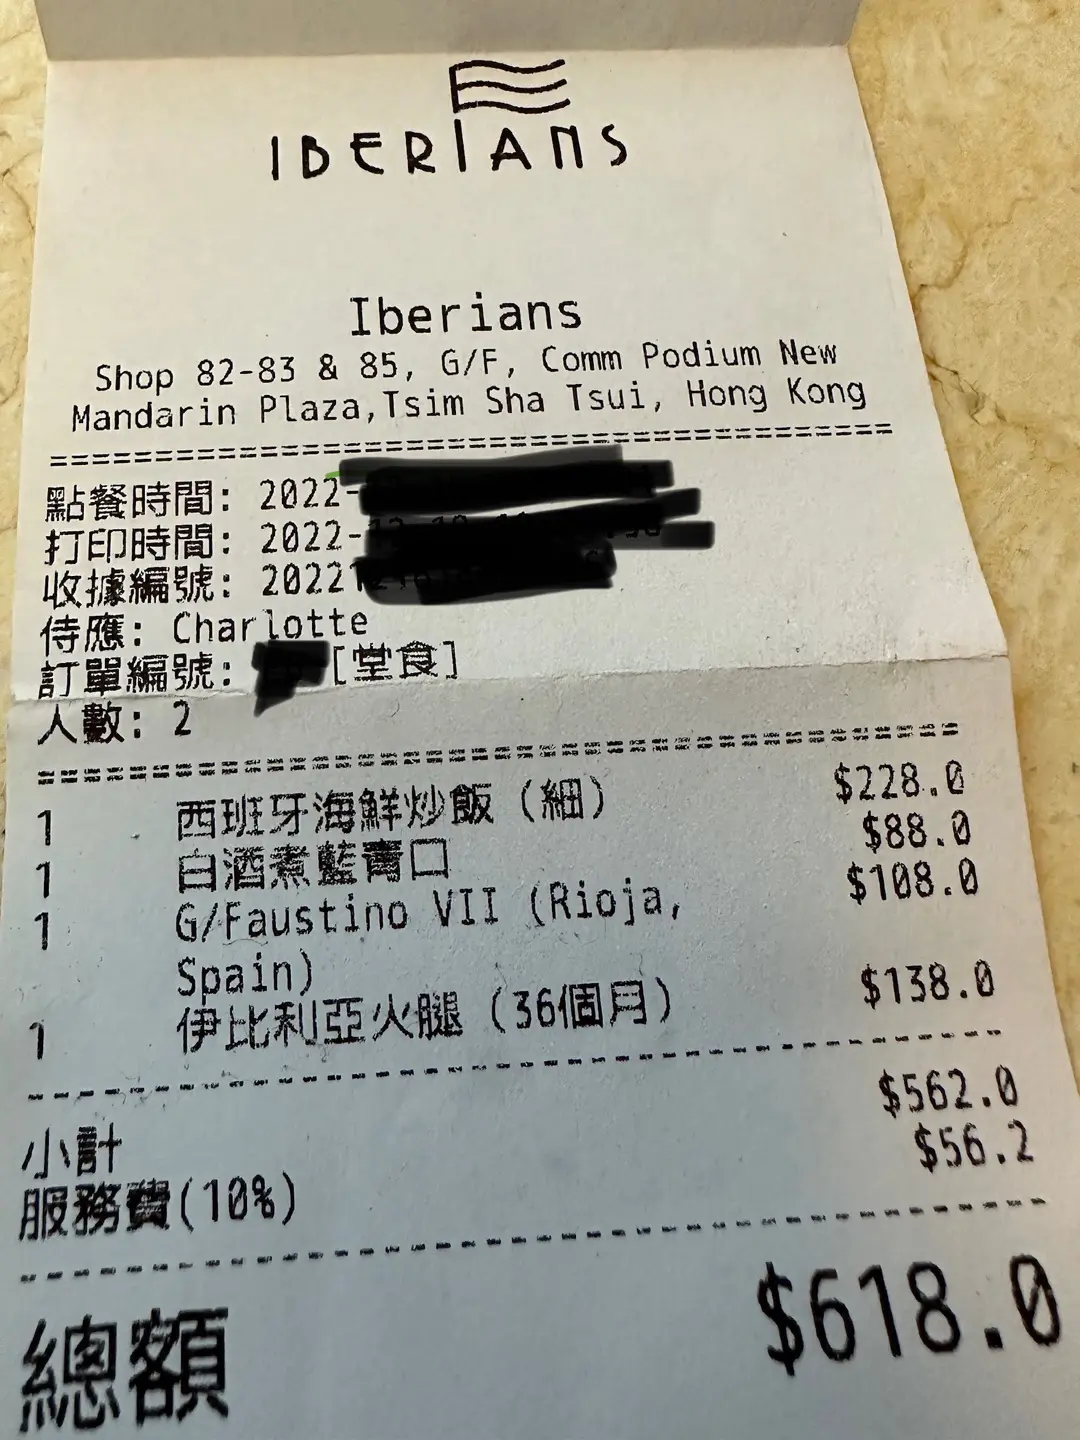 IBERIANS
Iberians
Shop 82-83 & 85, G/F, Comm Podium New
Mandarin Plaza,Tsim Sha Tsui, Hong Kong
=======================================
點餐時間: 2022-
打印時間: 2022-
收據編號: 202212
侍應: Charlotte
訂單編號: [堂食]
人數: 2
=======================================
1 西班牙海鮮炒飯 (細) $228.0
1 白酒煮藍青口 $88.0
1 G/Faustino VII (Rioja, $108.0
Spain)
1 伊比利亞火腿 (36個月) $138.0
---------------------------------------
小計 $562.0
服務費(10%) $56.2
---------------------------------------
總額 $618.0